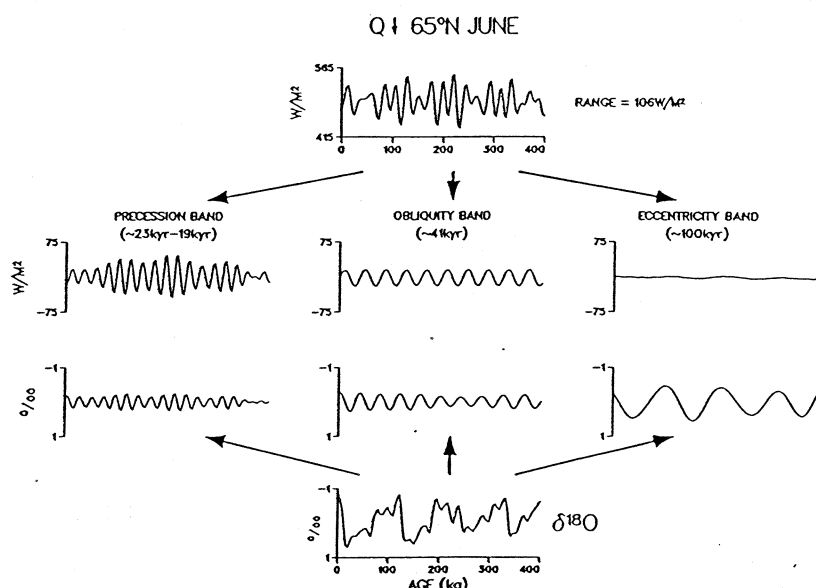 Q ↓ 65°N JUNE
565
W/M²
415
0 100 200 300 400
RANGE = 106W/M²
PRECESSION BAND
(~23kyr–19kyr)
OBLIQUITY BAND
(~41kyr)
ECCENTRICITY BAND
(~100kyr)
75
W/M²
-75
75
-75
75
-75
-1
0/00
1
-1
1
-1
1
-1
0/00
1
0 100 200 300 400
δ18O
AGE (ka)